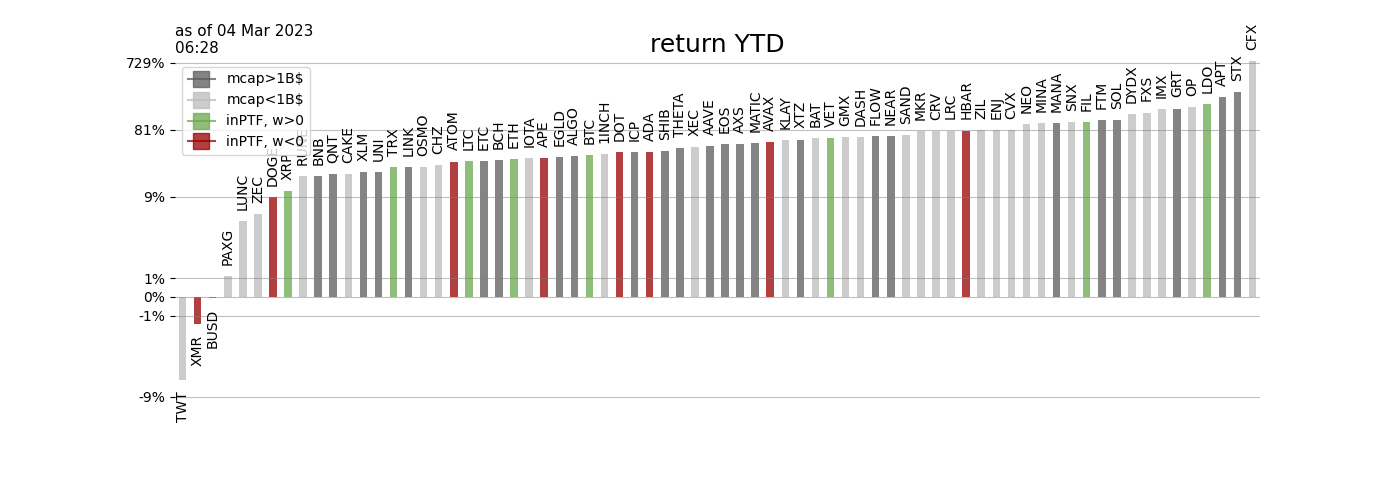 as of 04 Mar 2023
06:28
return YTD
729%
81%
9%
1%
0%
-1%
-9%
mcap>1B$
mcap<1B$
inPTF, w>0
inPTF, w<0
TWT
XMR
BUSD
PAXG
LUNC
ZEC
DOGE
XRP
RUNE
BNB
QNT
CAKE
XLM
UNI
TRX
LINK
OSMO
CHZ
ATOM
LTC
ETC
BCH
ETH
IOTA
APE
EGLD
ALGO
BTC
1INCH
DOT
ICP
ADA
SHIB
THETA
XEC
AAVE
EOS
AXS
MATIC
AVAX
KLAY
XTZ
BAT
VET
GMX
DASH
FLOW
NEAR
SAND
MKR
CRV
LRC
HBAR
ZIL
ENJ
CVX
NEO
MINA
MANA
SNX
FIL
FTM
SOL
DYDX
FXS
IMX
GRT
OP
LDO
APT
STX
CFX